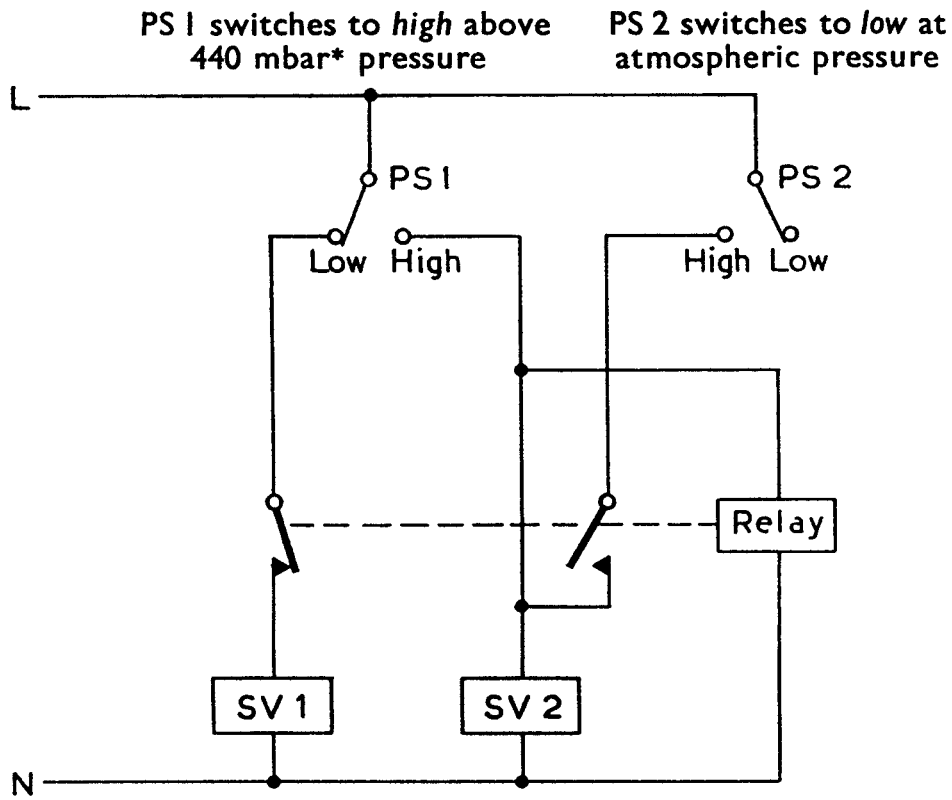 PS 1 switches to high above
440 mbar* pressure
PS 2 switches to low at
atmospheric pressure
L
PS 1
PS 2
Low High
High Low
Relay
SV 1
SV 2
N